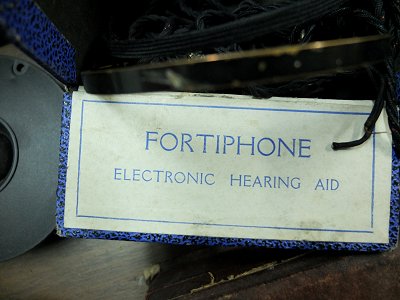 FORTIPHONE
ELECTRONIC HEARING AID